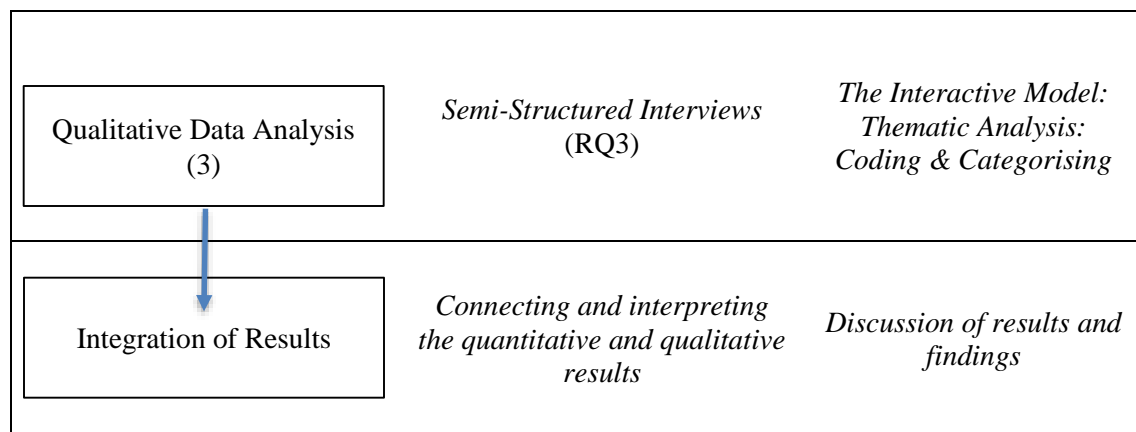 Qualitative Data Analysis
(3)
Semi-Structured Interviews
(RQ3)
The Interactive Model:
Thematic Analysis:
Coding & Categorising
Integration of Results
Connecting and interpreting
the quantitative and qualitative
results
Discussion of results and
findings